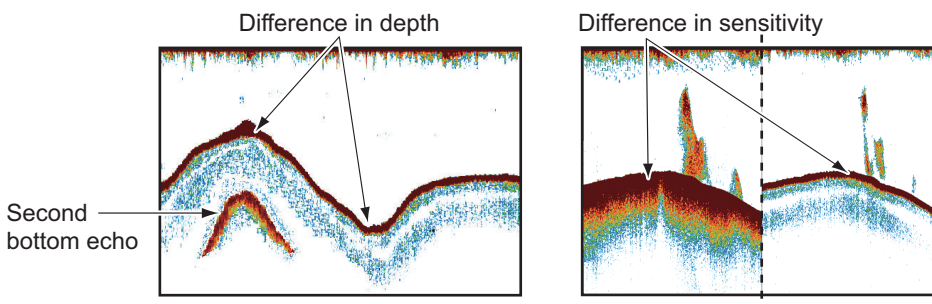 Difference in depth
Difference in sensitivity
Second
bottom echo